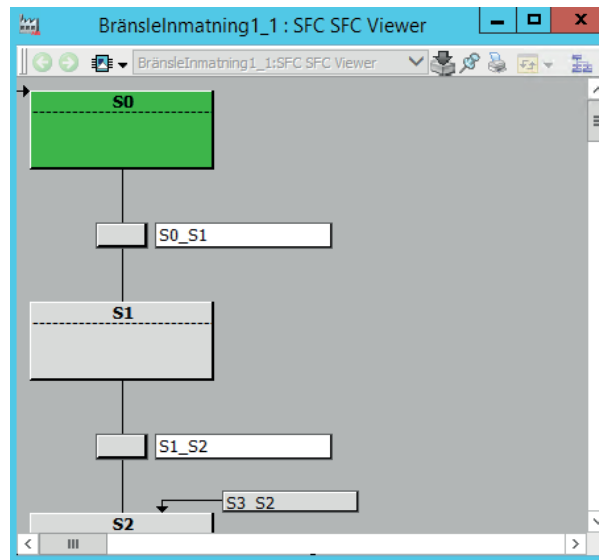 BränsleInmatning1_1 : SFC SFC Viewer
BränsleInmatning1_1:SFC SFC Viewer
S0
S0_S1
S1
S1_S2
S3_S2
S2